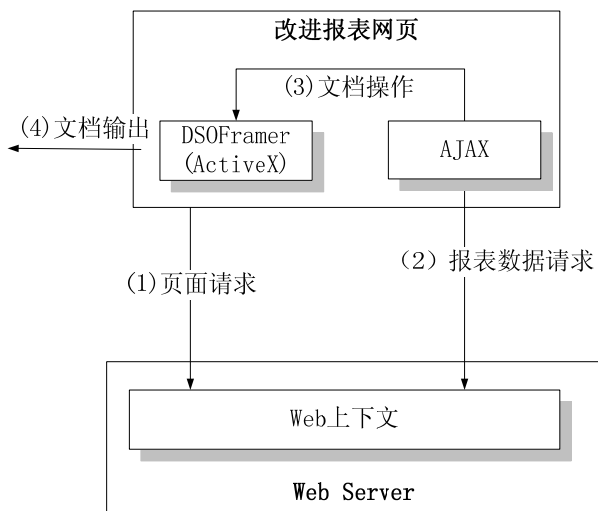 改进报表网页
(3)文档操作
(4)文档输出
DSOFramer
(ActiveX)
AJAX
(1)页面请求
（2）报表数据请求
Web上下文
Web Server